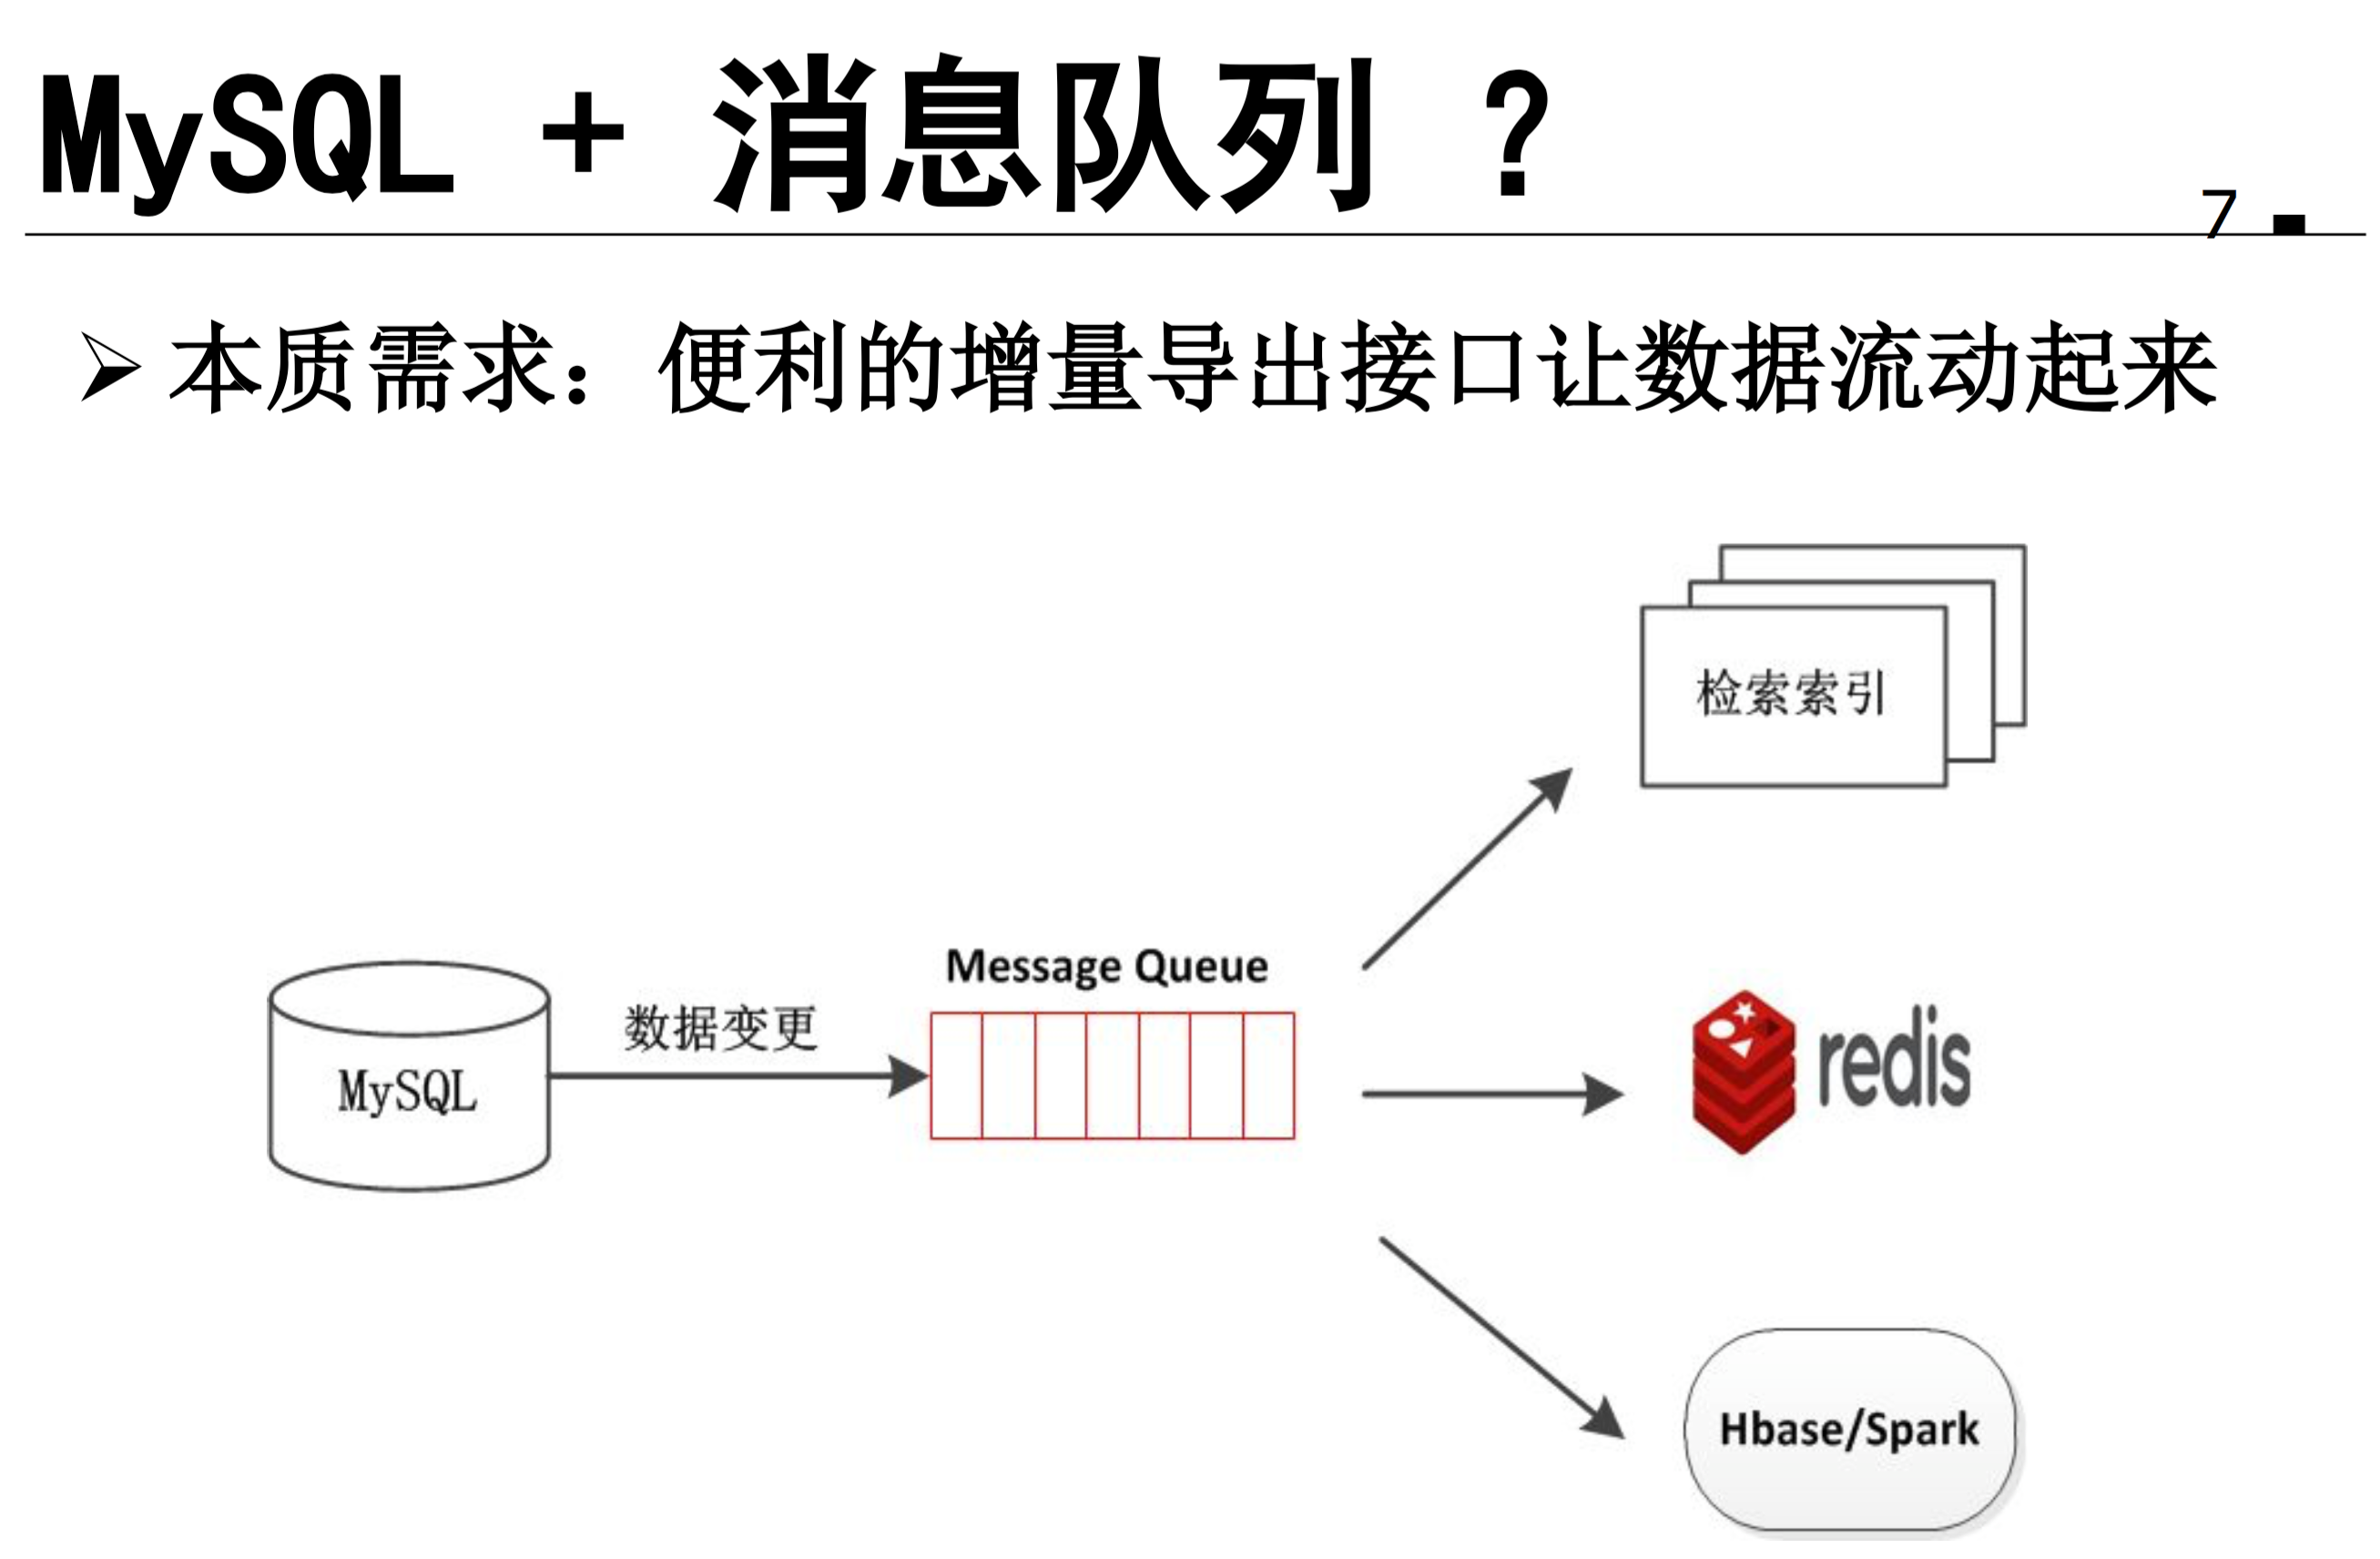 MySQL + 消息队列 ?
7
本质需求：便利的增量导出接口让数据流动起来
检索索引
Message Queue
数据变更
MySQL
redis
Hbase/Spark